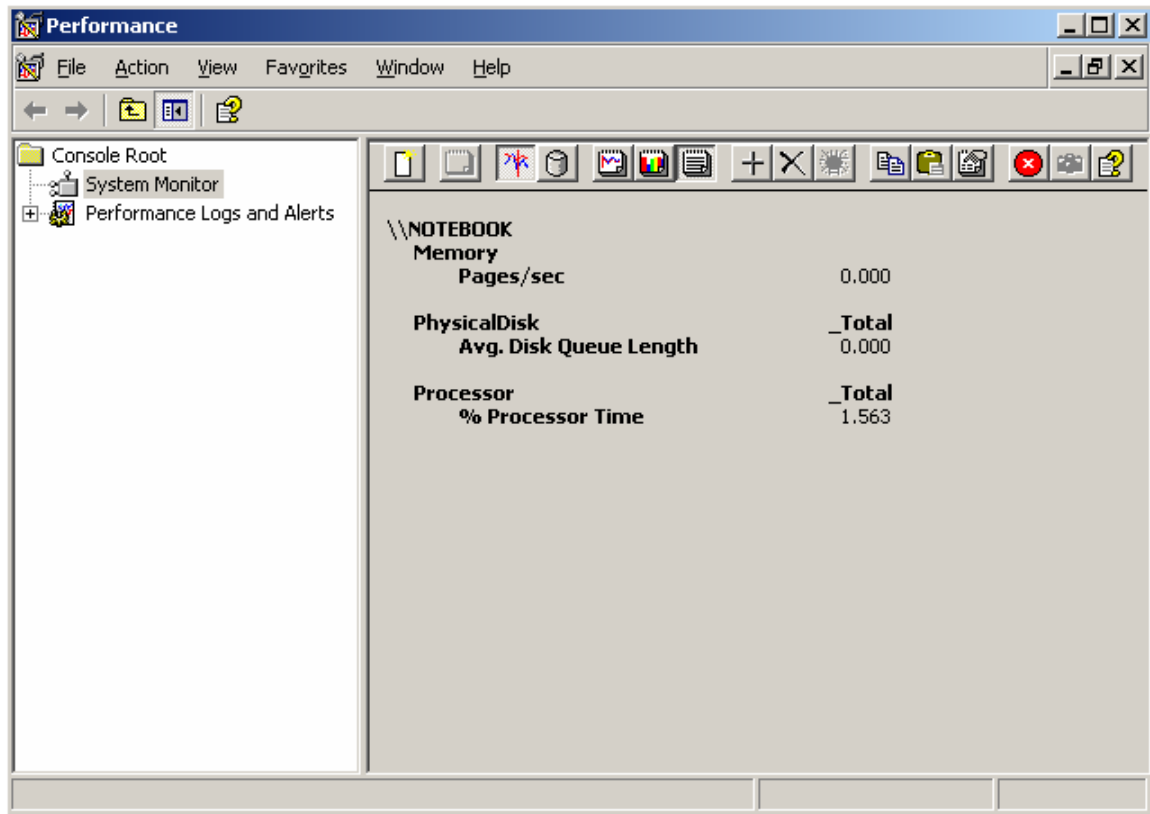 Performance
File Action View Favorites Window Help
Console Root
System Monitor
Performance Logs and Alerts
\\NOTEBOOK
Memory
Pages/sec 0.000
PhysicalDisk _Total
Avg. Disk Queue Length 0.000
Processor _Total
% Processor Time 1.563